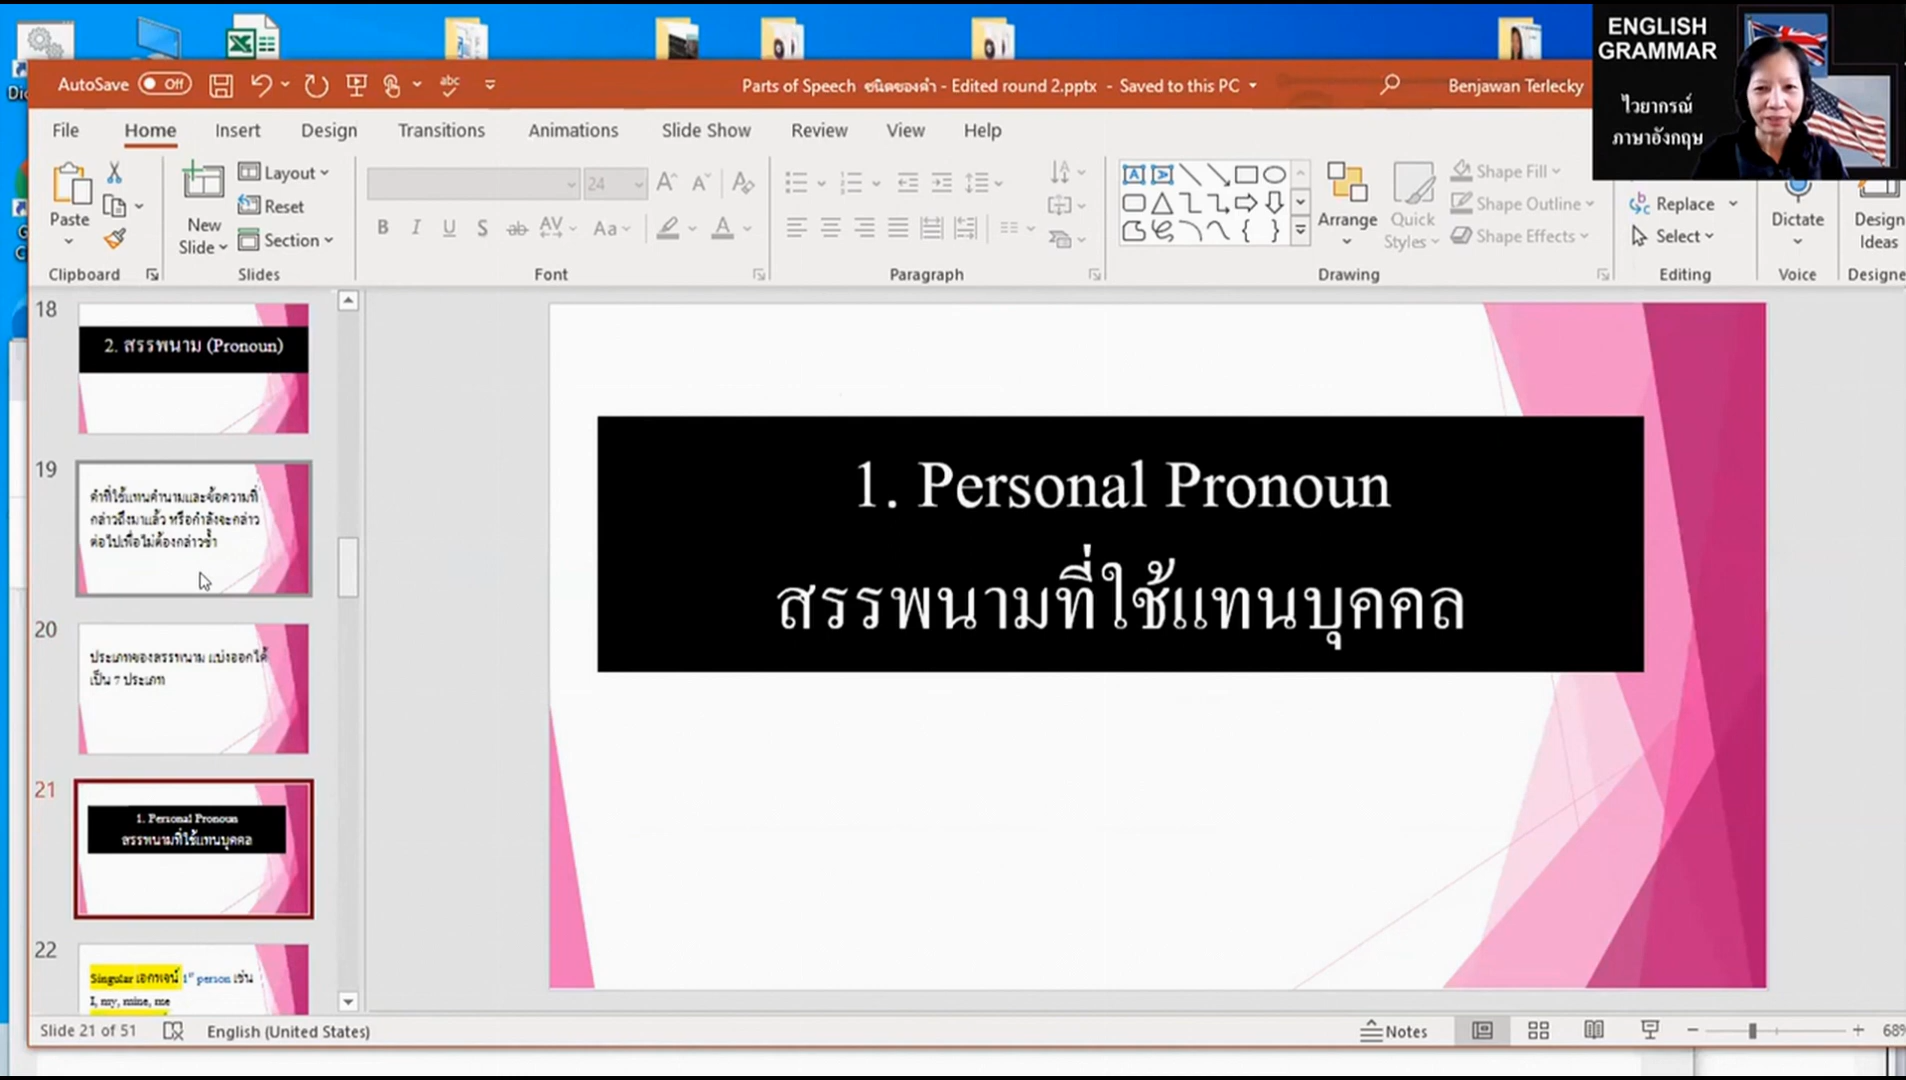 ENGLISH
GRAMMAR
ไวยากรณ์
ภาษาอังกฤษ
AutoSave Off
Parts of Speech ชนิดของคำ - Edited round 2.pptx - Saved to this PC
Benjawan Terlecky
File Home Insert Design Transitions Animations Slide Show Review View Help
Paste
Clipboard
New
Slide
Layout
Reset
Section
Slides
24
Font
Paragraph
Arrange
Quick
Styles
Shape Fill
Shape Outline
Shape Effects
Drawing
Replace
Select
Editing
Dictate
Voice
Design
Ideas
Designe
18
2. สรรพนาม (Pronoun)
19
คำที่ใช้แทนคำนามและข้อความที่
กล่าวถึงมาแล้ว หรือกำลังจะกล่าว
ต่อไปเพื่อไม่ต้องกล่าวซ้ำ
20
ประเภทของสรรพนาม แบ่งออกได้
เป็น 7 ประเภท
21
1. Personal Pronoun
สรรพนามที่ใช้แทนบุคคล
22
Singular เอกพจน์ 1st person เช่น
I, my, mine, me
1. Personal Pronoun
สรรพนามที่ใช้แทนบุคคล
Slide 21 of 51
English (United States)
Notes
68%